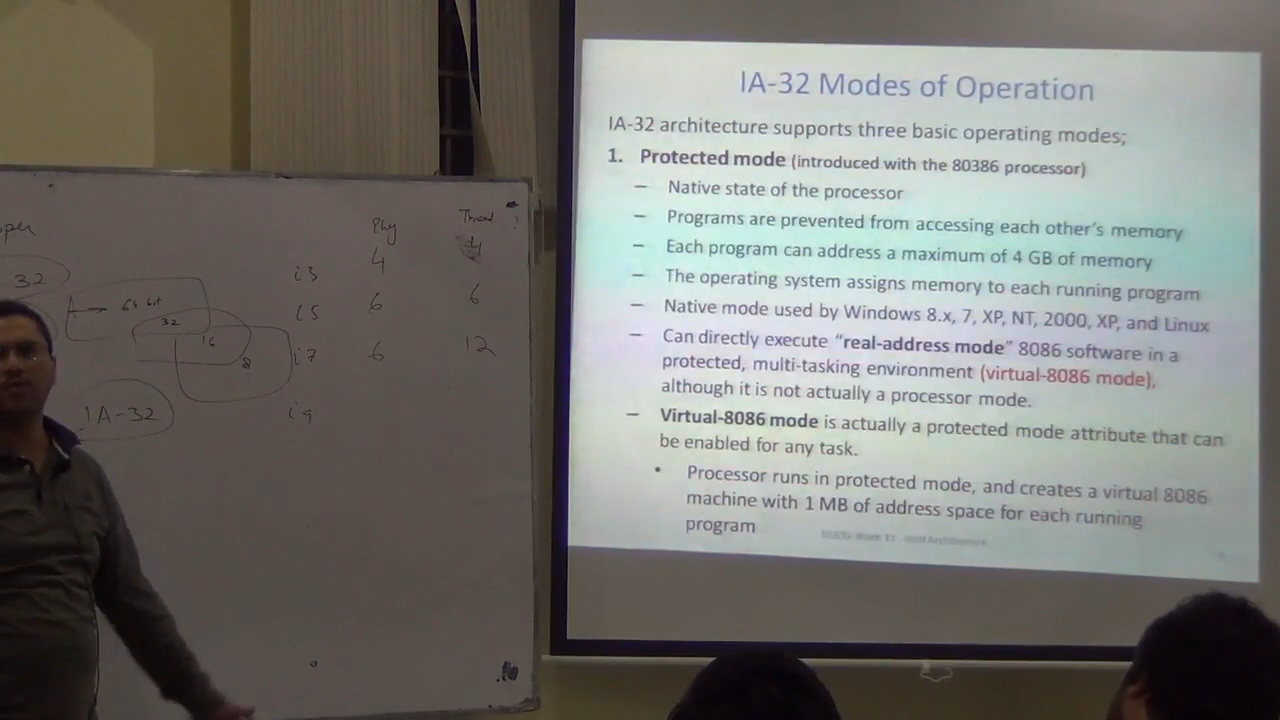 Phy
4
i3
i5 6 6
i7 6 12
i9
32
64 bit
32
16
8
IA-32
IA-32 Modes of Operation
IA-32 architecture supports three basic operating modes;
1. Protected mode (introduced with the 80386 processor)
– Native state of the processor
– Programs are prevented from accessing each other's memory
– Each program can address a maximum of 4 GB of memory
– The operating system assigns memory to each running program
– Native mode used by Windows 8.x, 7, XP, NT, 2000, XP, and Linux
– Can directly execute "real-address mode" 8086 software in a
protected, multi-tasking environment (virtual-8086 mode),
although it is not actually a processor mode.
– Virtual-8086 mode is actually a protected mode attribute that can
be enabled for any task.
• Processor runs in protected mode, and creates a virtual 8086
machine with 1 MB of address space for each running
program